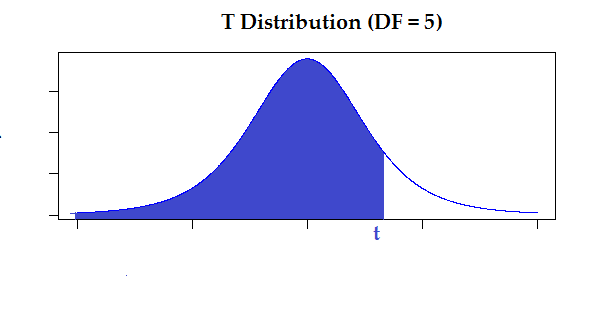 T Distribution (DF = 5)
t